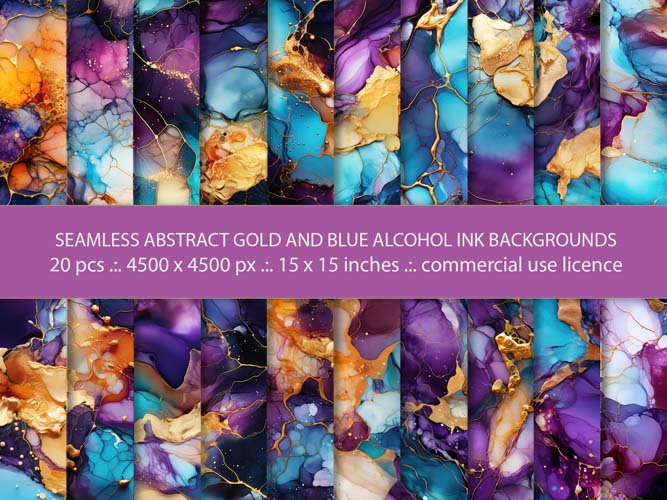 SEAMLESS ABSTRACT GOLD AND BLUE ALCOHOL INK BACKGROUNDS
20 pcs .:. 4500 x 4500 px .:. 15 x 15 inches .:. commercial use licence